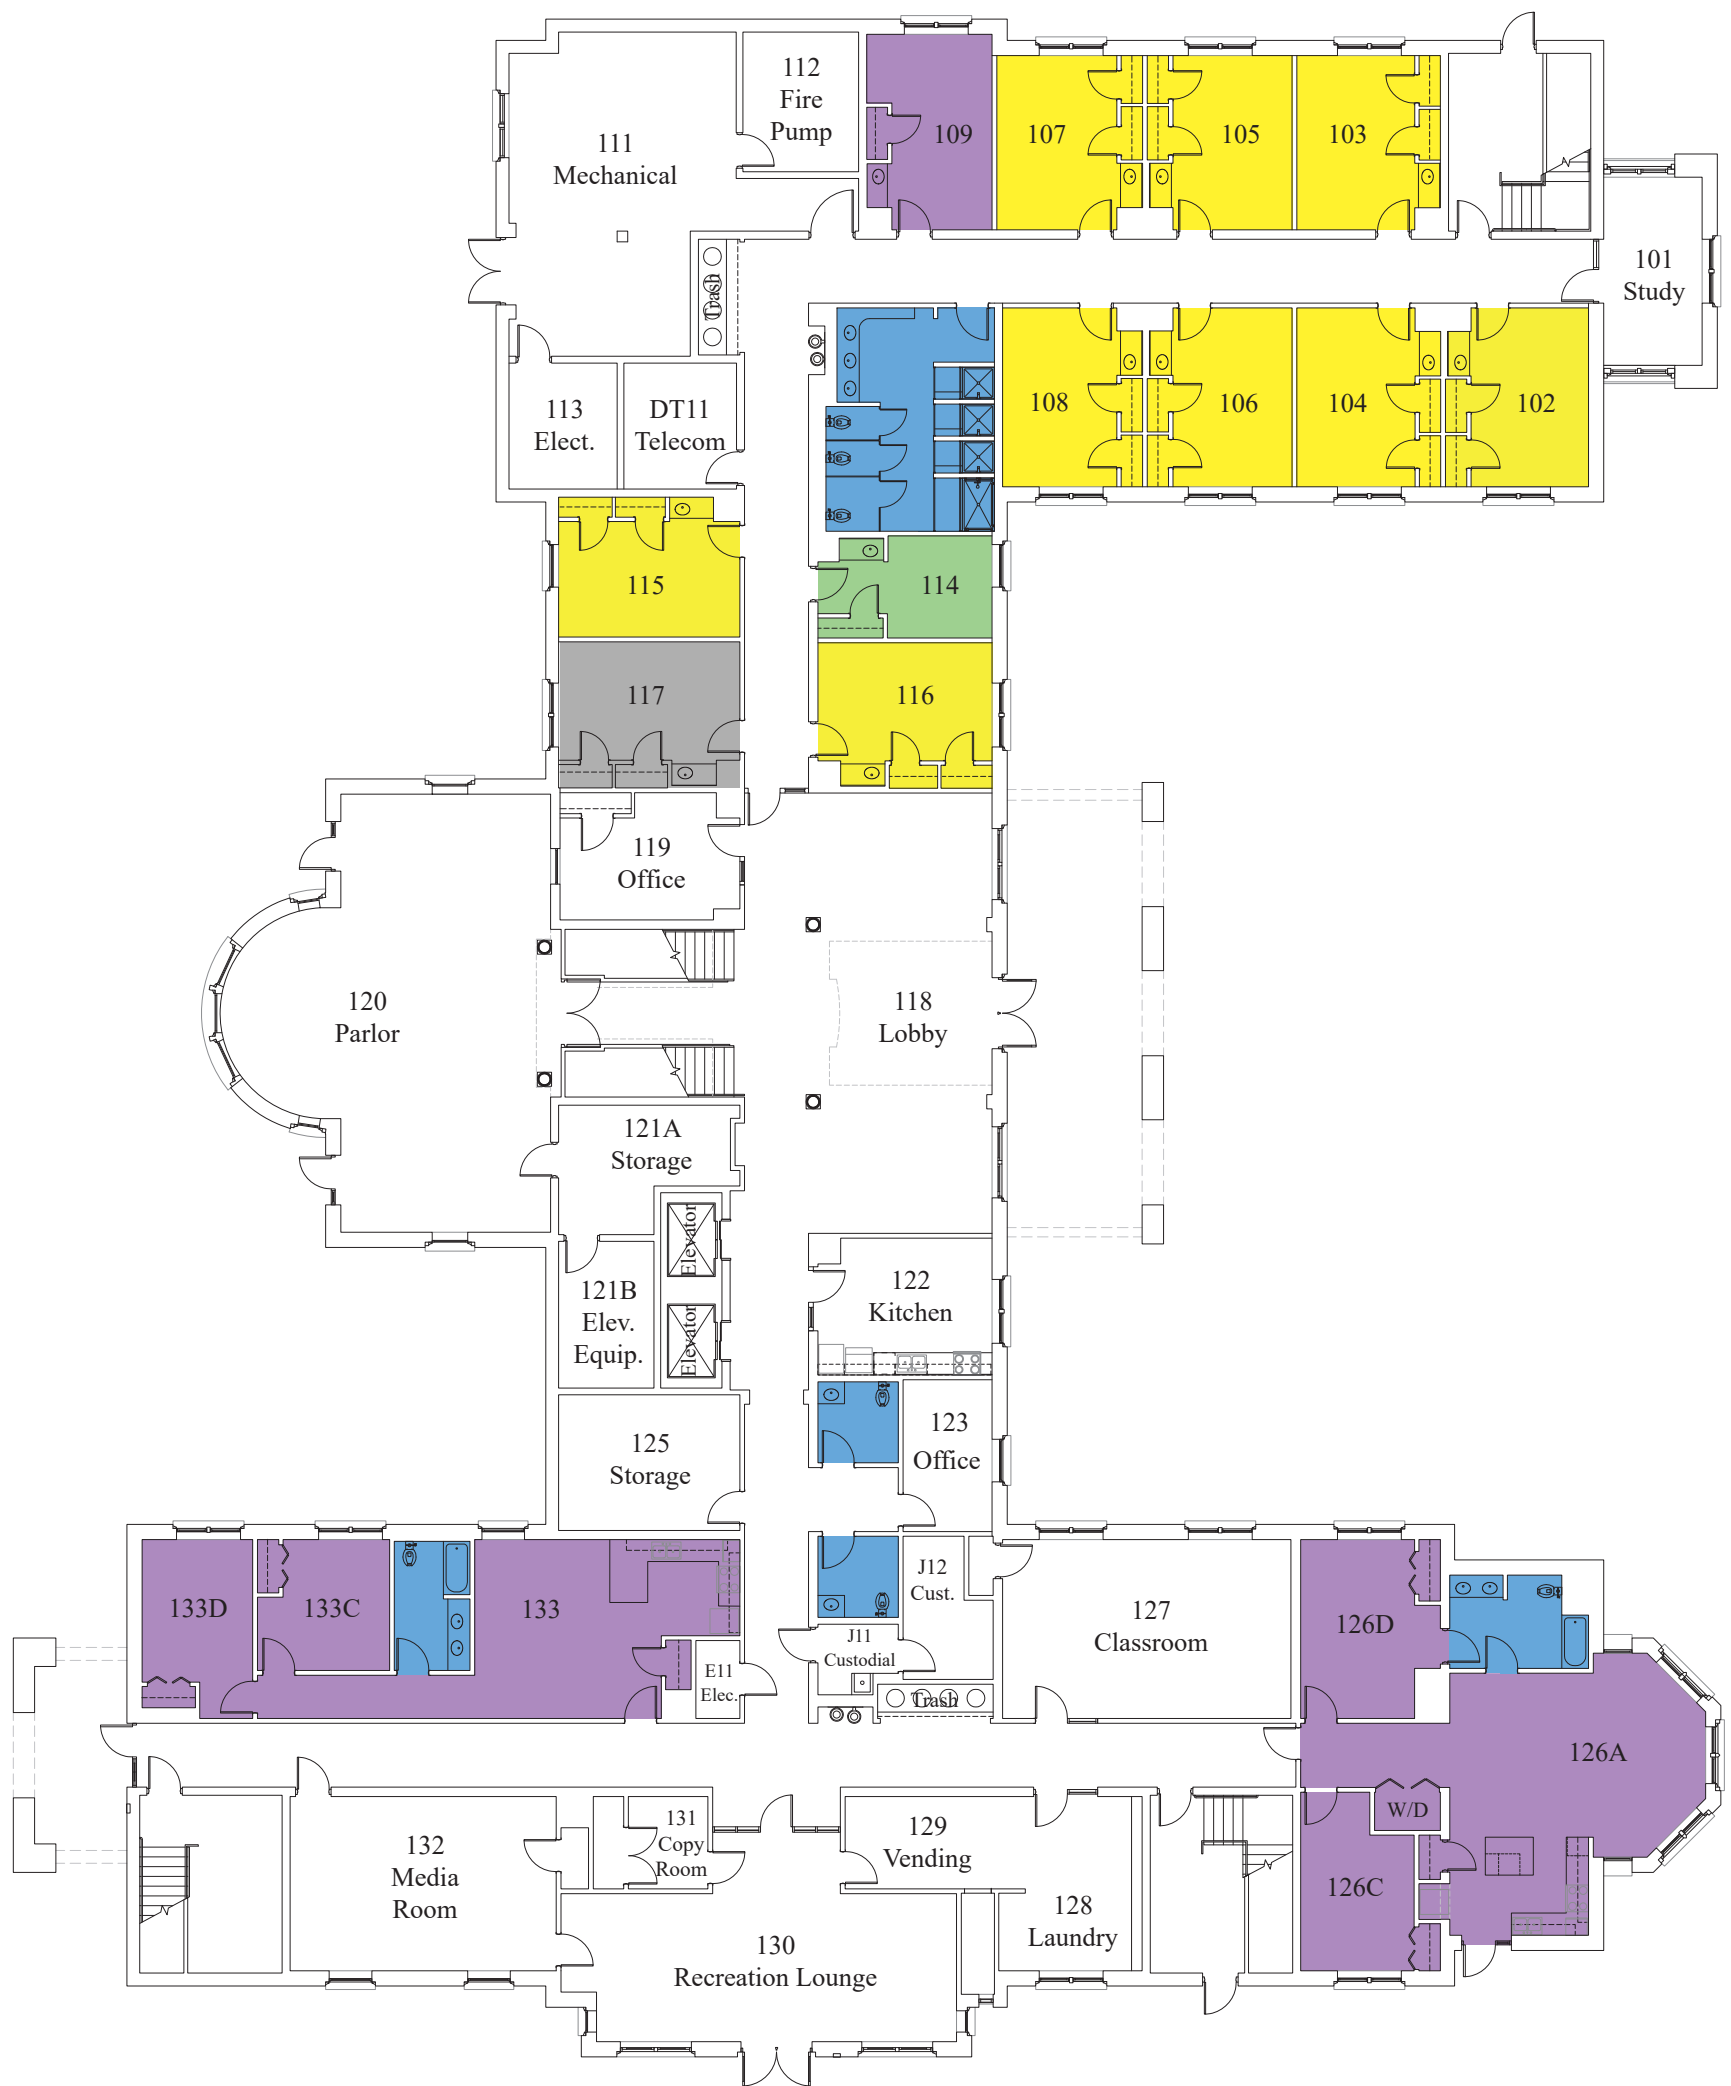 112
Fire
Pump
111
Mechanical
109
107
105
103
101
Study
Trash
113
Elect.
DT11
Telecom
108
106
104
102
115
114
117
116
119
Office
120
Parlor
118
Lobby
121A
Storage
Elevator
121B
Elev.
Equip.
Elevator
122
Kitchen
123
Office
125
Storage
133D
133C
133
J12
Cust.
J11
Custodial
E11
Elec.
Trash
127
Classroom
126D
126A
W/D
126C
132
Media
Room
131
Copy
Room
129
Vending
128
Laundry
130
Recreation Lounge